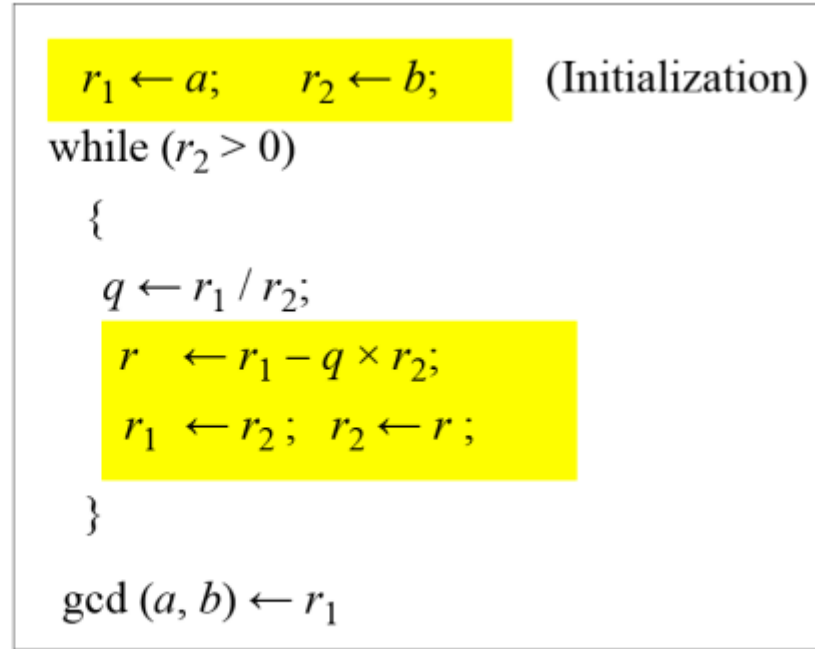 r₁ ← a; r₂ ← b; (Initialization)
while (r₂ > 0)
{
q ← r₁ / r₂;
r ← r₁ – q × r₂;
r₁ ← r₂ ; r₂ ← r ;
}
gcd (a, b) ← r₁